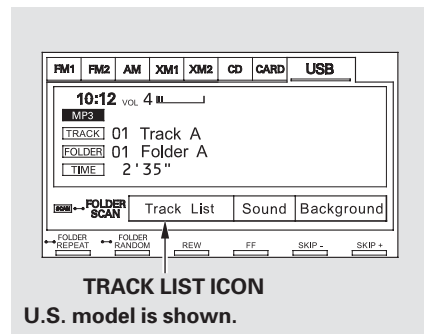 FM1 FM2 AM XM1 XM2 CD CARD USB
10:12 VOL 4
MP3
TRACK 01 Track A
FOLDER 01 Folder A
TIME 2'35"
SCAN FOLDER SCAN Track List Sound Background
FOLDER REPEAT FOLDER RANDOM REW FF SKIP - SKIP +
TRACK LIST ICON
U.S. model is shown.